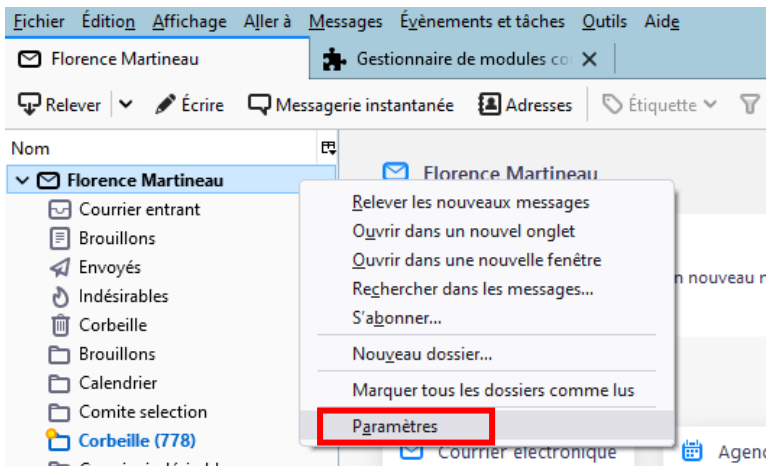 Fichier Édition Affichage Aller à Messages Évènements et tâches Outils Aide
Florence Martineau Gestionnaire de modules
Relever Écrire Messagerie instantanée Adresses Étiquette
Nom
Florence Martineau
Florence Martineau
Courrier entrant
Brouillons
Envoyés
Indésirables
Corbeille
Brouillons
Calendrier
Comite selection
Corbeille (778)
Relever les nouveaux messages
Ouvrir dans un nouvel onglet
Ouvrir dans une nouvelle fenêtre
Rechercher dans les messages...
S'abonner...
Nouveau dossier...
Marquer tous les dossiers comme lus
Paramètres
n nouveau
Courrier électronique